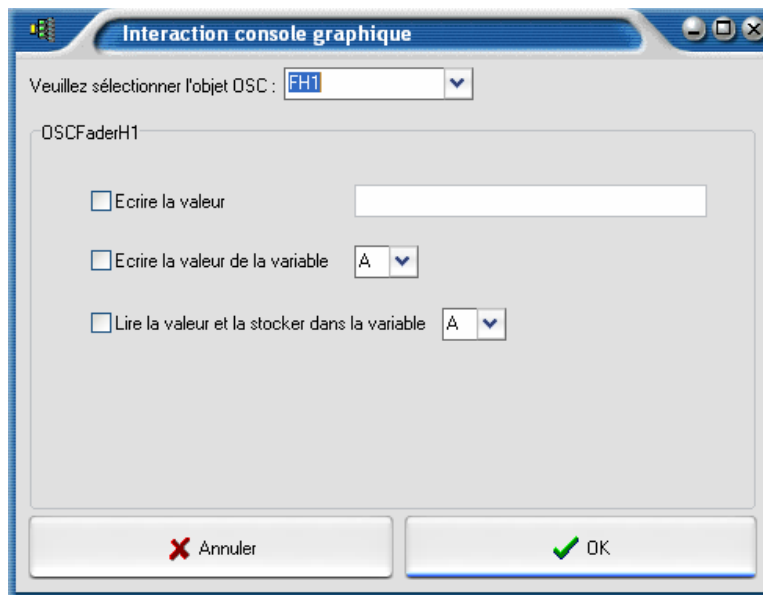 Interaction console graphique
Veuillez sélectionner l'objet OSC : FH1
OSCFaderH1
Ecrire la valeur
Ecrire la valeur de la variable A
Lire la valeur et la stocker dans la variable A
Annuler OK